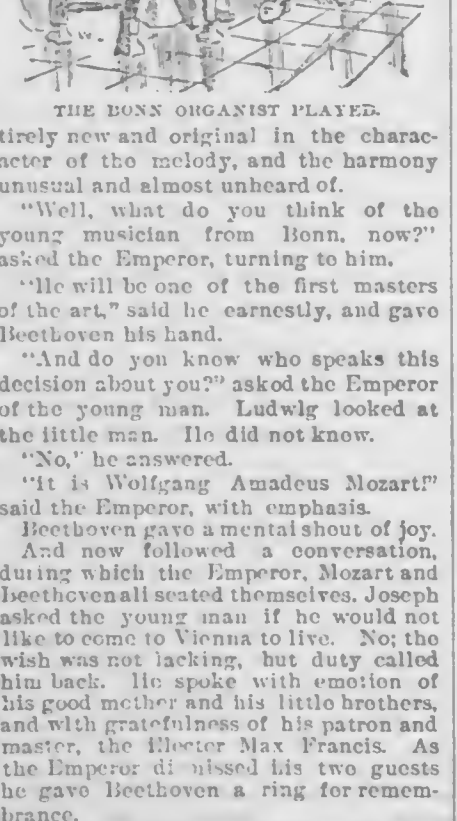 THE BONN ORGANIST PLAYED.
tirely new and original in the charac-
acter of the melody, and the harmony
unusual and almost unheard of.
"Well, what do you think of the
young musician from Bonn, now?"
asked the Emperor, turning to him.
"He will be one of the first masters
of the art," said he earnestly, and gave
Beethoven his hand.
"And do you know who speaks this
decision about you?" asked the Emperor
of the young man. Ludwig looked at
the little man. He did not know.
"No," he answered.
"It is Wolfgang Amadeus Mozart!"
said the Emperor, with emphasis.
Beethoven gave a mental shout of joy.
And now followed a conversation,
during which the Emperor, Mozart and
Beethoven all seated themselves. Joseph
asked the young man if he would not
like to come to Vienna to live. No; the
wish was not lacking, but duty called
him back. He spoke with emotion of
his good mother and his little brothers,
and with gratefulness of his patron and
master, the Elector Max Francis. As
the Emperor di nissed his two guests
he gave Beethoven a ring for remem-
brance.